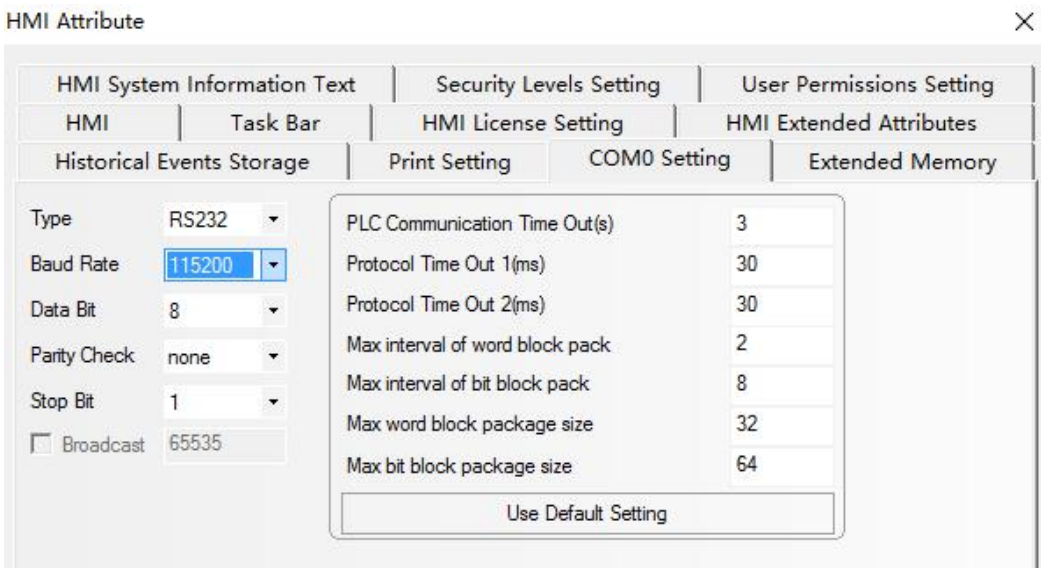 HMI Attribute
HMI System Information Text Security Levels Setting User Permissions Setting
HMI Task Bar HMI License Setting HMI Extended Attributes
Historical Events Storage Print Setting COM0 Setting Extended Memory
Type RS232
Baud Rate 115200
Data Bit 8
Parity Check none
Stop Bit 1
Broadcast 65535
PLC Communication Time Out(s) 3
Protocol Time Out 1(ms) 30
Protocol Time Out 2(ms) 30
Max interval of word block pack 2
Max interval of bit block pack 8
Max word block package size 32
Max bit block package size 64
Use Default Setting